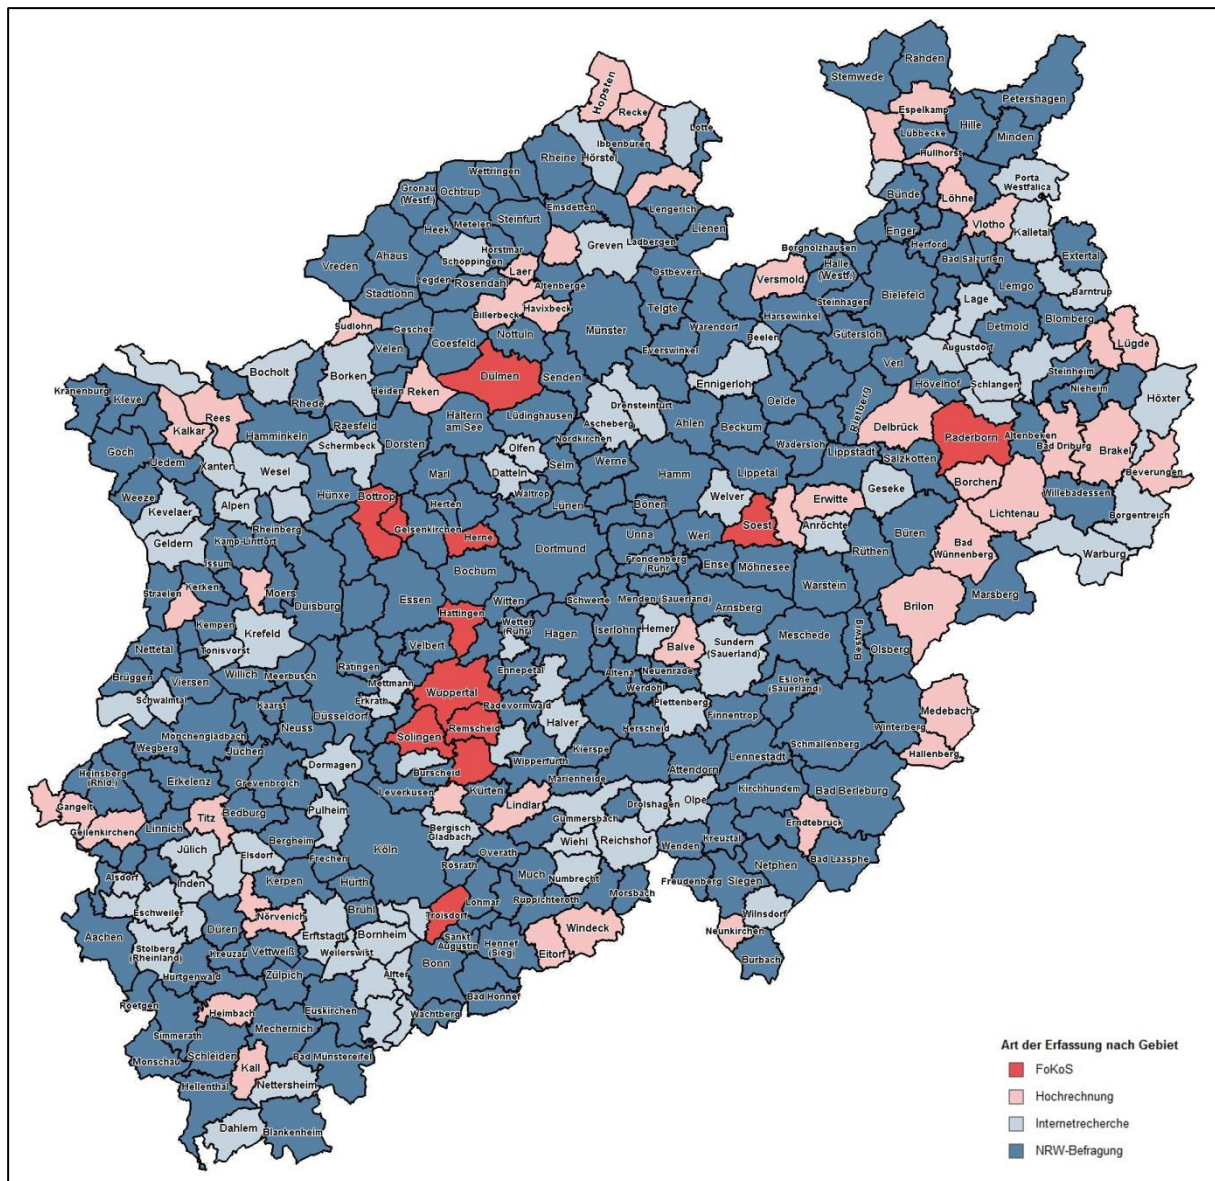 Rahden
Stemwede
Petershagen
Espelkamp
Hille
Lübbecke
Minden
Hüllhorst
Hopsten
Recke
Lotte
Ibbenbüren
Rheine
Hörstel
Wettringen
Gronau
(Westf.)
Ochtrup
Porta
Westfalica
Bünde
Löhne
Vlotho
Kalletal
Emsdetten
Lengerich
Steinfurt
Metelen
Heek
Lienen
Enger
Herford
Greven
Ladbergen
Horstmar
Borgholzhausen
Halle
(Westf.)
Bad Salzuflen
Extertal
Ahaus
Schöppingen
Vreden
Laer
Ostbevern
Versmold
Legden
Rosendahl
Altenberge
Steinhagen
Bielefeld
Lemgo
Barntrup
Stadtlohn
Billerbeck
Havixbeck
Telgte
Lage
Harsewinkel
Blomberg
Südlohn
Gescher
Münster
Warendorf
Gütersloh
Detmold
Coesfeld
Nottuln
Beelen
Lügde
Velen
Everswinkel
Verl
Augustdorf
Bocholt
Borken
Dülmen
Senden
Ennigerloh
Steinheim
Kranenburg
Heiden
Reken
Hövelhof
Schlangen
Nieheim
Kleve
Rhede
Oelde
Rietberg
Höxter
Rees
Haltern
am See
Lüdinghausen
Drensteinfurt
Ascheberg
Kalkar
Raesfeld
Ahlen
Beckum
Delbrück
Hamminkeln
Nordkirchen
Paderborn
Altenbeken
Goch
Schermbeck
Dorsten
Wadersloh
Bad Driburg
Brakel
Uedem
Olfen
Lippstadt
Salzkotten
Xanten
Wesel
Selm
Werne
Marl
Datteln
Hamm
Lippetal
Beverungen
Weeze
Hünxe
Bottrop
Waltrop
Borchen
Kevelaer
Alpen
Herten
Lünen
Bönen
Welver
Erwitte
Geseke
Willebadessen
Lichtenau
Rheinberg
Gelsenkirchen
Herne
Soest
Anröchte
Borgentreich
Geldern
Kamp-Lintfort
Unna
Werl
Büren
Bad
Wünnenberg
Dortmund
Rüthen
Warburg
Issum
Bochum
Fröndenberg
/ Ruhr
Ense
Möhnesee
Kerken
Straelen
Moers
Essen
Warstein
Marsberg
Duisburg
Witten
Schwerte
Menden (Sauerland)
Arnsberg
Brilon
Hattingen
Kempen
Krefeld
Wetter
(Ruhr)
Hagen
Iserlohn
Hemer
Meschede
Bestwig
Nettetal
Tönisvorst
Velbert
Balve
Sundern
(Sauerland)
Olsberg
Ratingen
Ennepetal
Neuenrade
Brüggen
Viersen
Willich
Meerbusch
Mettmann
Altena
Eslohe
(Sauerland)
Schwalmtal
Erkrath
Wuppertal
Werdohl
Kaarst
Radevormwald
Plettenberg
Düsseldorf
Neuss
Halver
Finnentrop
Medebach
Mönchengladbach
Solingen
Remscheid
Herscheid
Winterberg
Wegberg
Jüchen
Kierspe
Schmallenberg
Hallenberg
Dormagen
Burscheid
Wipperfürth
Lennestadt
Heinsberg
(Rhld.)
Erkelenz
Grevenbroich
Marienheide
Attendorn
Leverkusen
Kürten
Kirchhundem
Bad Berleburg
Gangelt
Titz
Bedburg
Pulheim
Lindlar
Drolshagen
Olpe
Geilenkirchen
Linnich
Bergisch
Gladbach
Gummersbach
Erndtebrück
Bergheim
Wiehl
Reichshof
Kreuztal
Jülich
Elsdorf
Köln
Overath
Wenden
Frechen
Rösrath
Netphen
Bad Laasphe
Alsdorf
Inden
Kerpen
Hürth
Much
Nümbrecht
Freudenberg
Siegen
Eschweiler
Lohmar
Ruppichteroth
Morsbach
Nörvenich
Brühl
Troisdorf
Wilnsdorf
Aachen
Düren
Erftstadt
Bornheim
Windeck
Neunkirchen
Stolberg
(Rheinland)
Kreuzau
Vettweiß
Weilerswist
Sankt
Augustin
Hennef
(Sieg)
Eitorf
Burbach
Hürtgenwald
Zülpich
Alfter
Bonn
Roetgen
Heimbach
Euskirchen
Wachtberg
Bad Honnef
Simmerath
Mechernich
Monschau
Schleiden
Kall
Bad Münstereifel
Hellenthal
Nettersheim
Dahlem
Blankenheim
Art der Erfassung nach Gebiet
FoKoS
Hochrechnung
Internetrecherche
NRW-Befragung